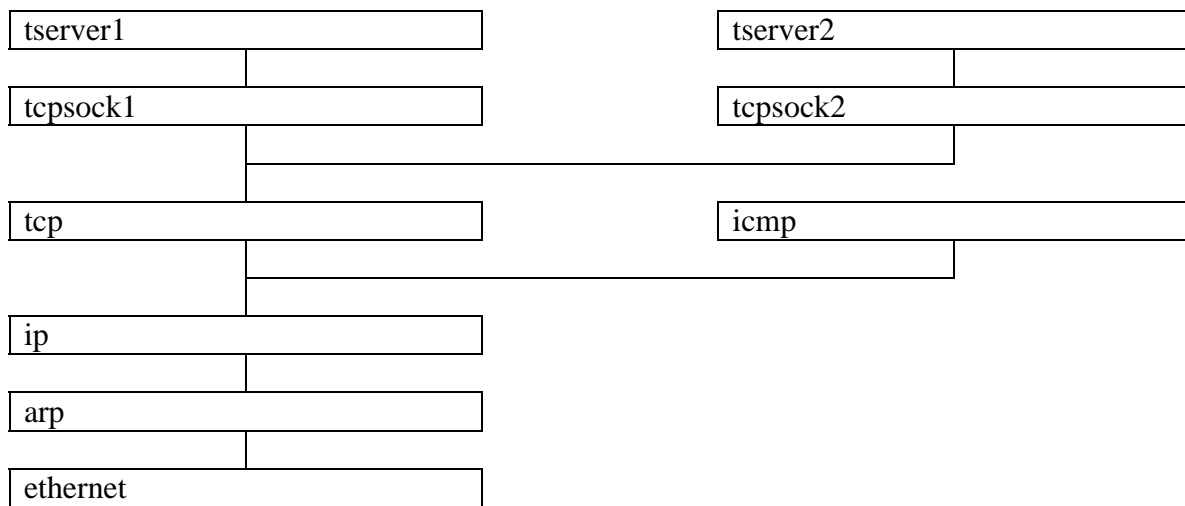 tserver1
tserver2
tcpsock1
tcpsock2
tcp
icmp
ip
arp
ethernet